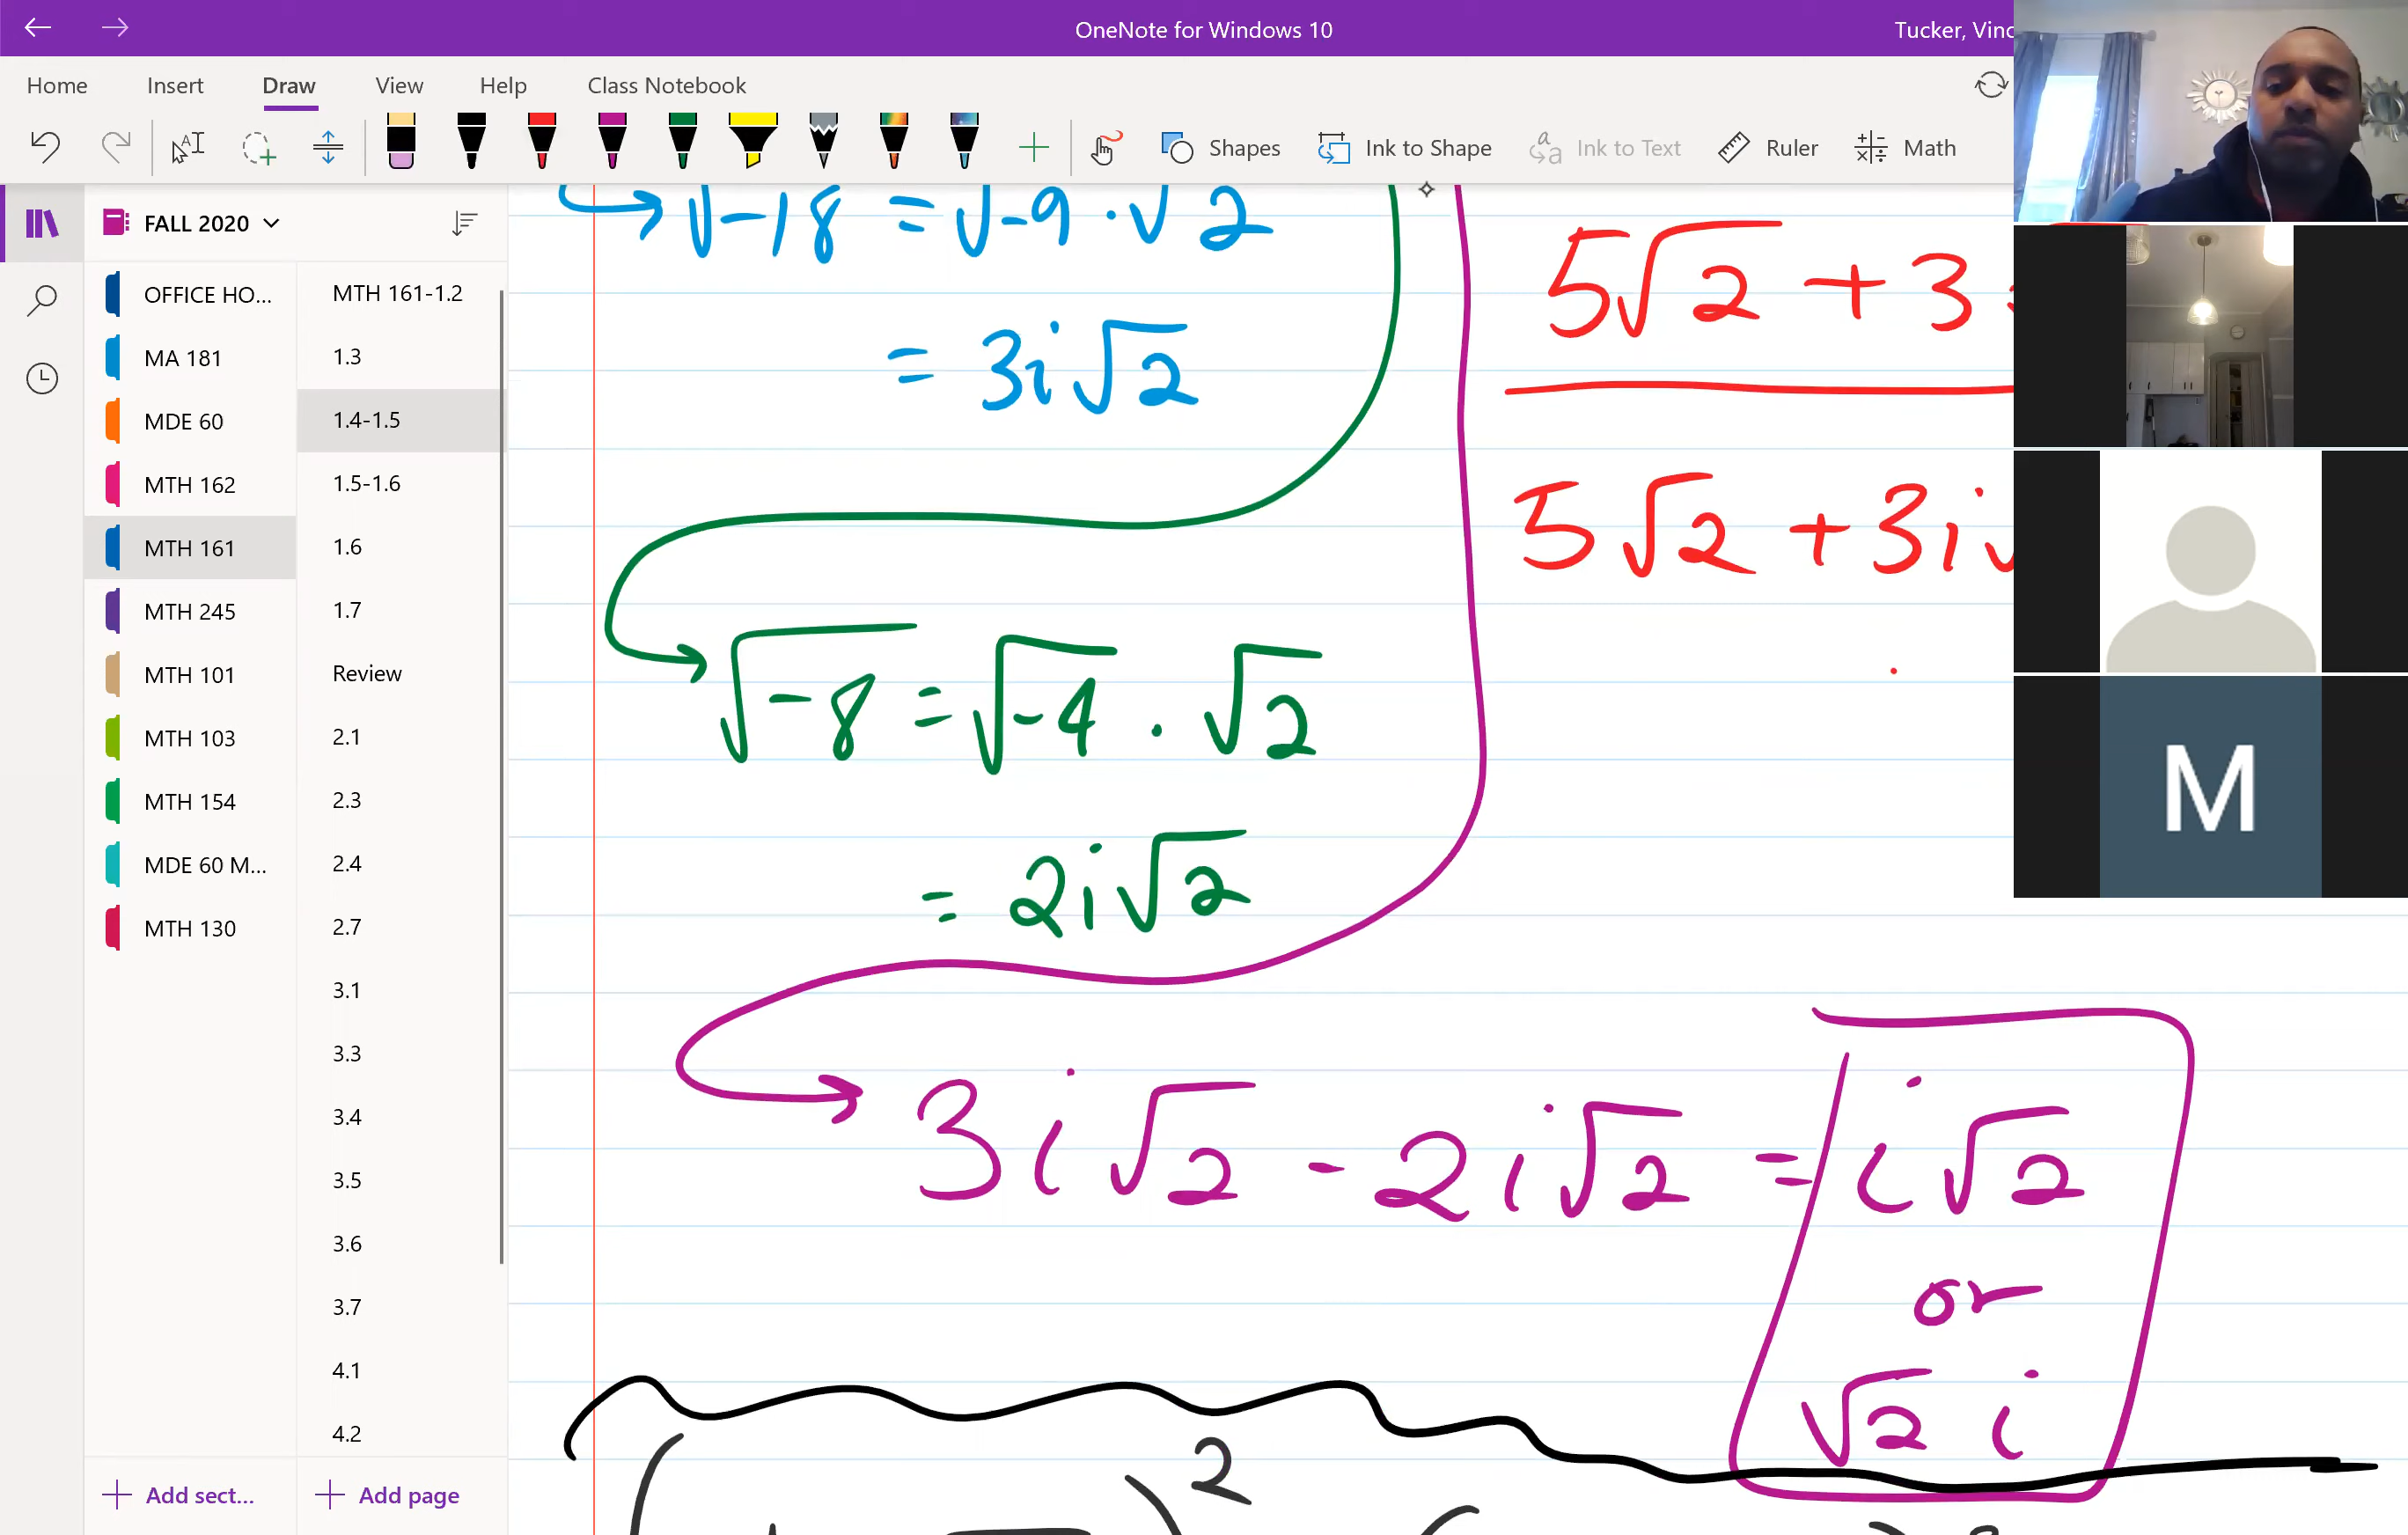 OneNote for Windows 10
Tucker, Vinc
Home Insert Draw View Help Class Notebook
Shapes Ink to Shape Ink to Text Ruler Math
FALL 2020
OFFICE HO...
MA 181
MDE 60
MTH 162
MTH 161
MTH 245
MTH 101
MTH 103
MTH 154
MDE 60 M...
MTH 130
Add sect...
MTH 161-1.2
1.3
1.4-1.5
1.5-1.6
1.6
1.7
Review
2.1
2.3
2.4
2.7
3.1
3.3
3.4
3.5
3.6
3.7
4.1
4.2
Add page
√-18 = √-9 · √2
= 3i√2
√-8 = √-4 · √2
= 2i√2
5√2 + 3
5√2 + 3i√
3i√2 - 2i√2 = i√2
or
√2 i
( )²
M